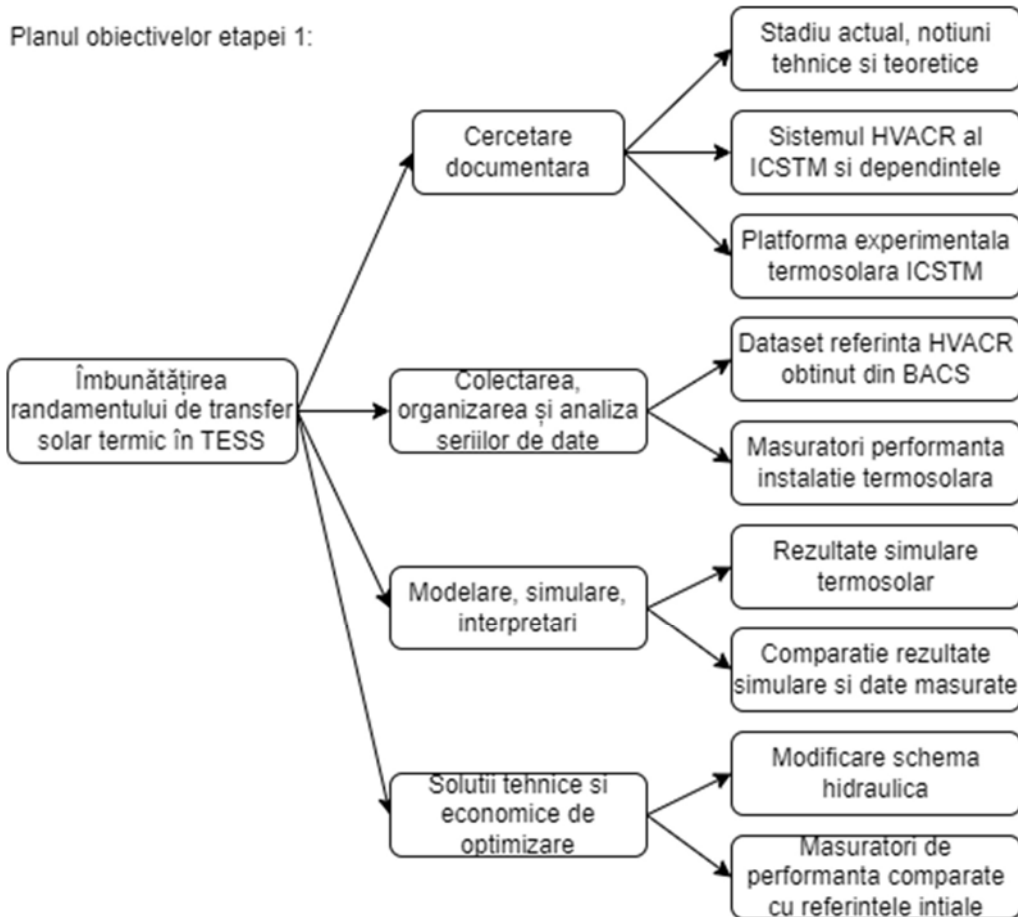 Planul obiectivelor etapei 1:
Stadiu actual, notiuni
tehnice si teoretice
Cercetare
documentara
Sistemul HVACR al
ICSTM si dependintele
Platforma experimentala
termosolara ICSTM
Îmbunătățirea
randamentului de transfer
solar termic în TESS
Colectarea,
organizarea și analiza
seriilor de date
Dataset referinta HVACR
obtinut din BACS
Masuratori performanta
instalatie termosolara
Modelare, simulare,
interpretari
Rezultate simulare
termosolar
Comparatie rezultate
simulare si date masurate
Solutii tehnice si
economice de
optimizare
Modificare schema
hidraulica
Masuratori de
performanta comparate
cu referintele intiale